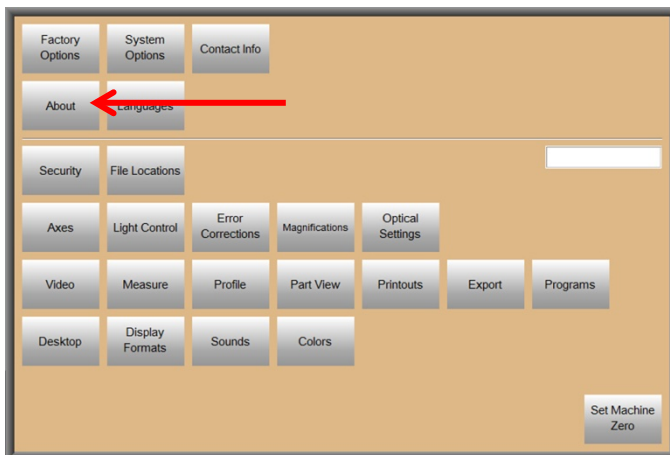 Factory Options
System Options
Contact Info
About
Languages
Security
File Locations
Axes
Light Control
Error Corrections
Magnifications
Optical Settings
Video
Measure
Profile
Part View
Printouts
Export
Programs
Desktop
Display Formats
Sounds
Colors
Set Machine Zero